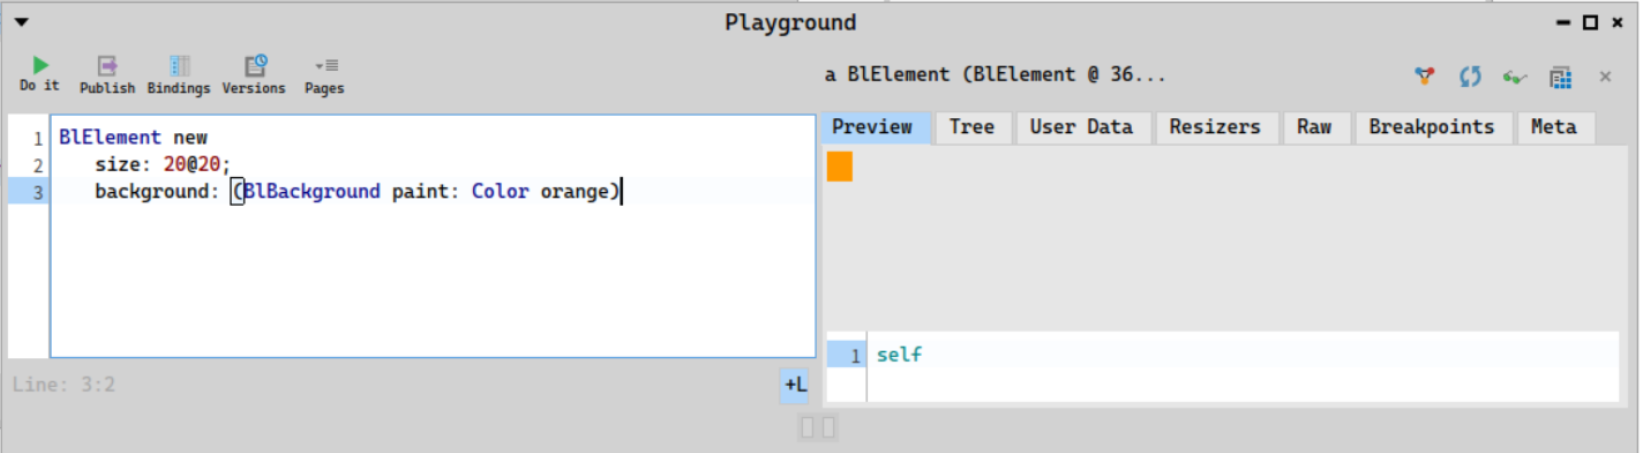 Playground
Do it Publish Bindings Versions Pages
a BlElement (BlElement @ 36...
1 BlElement new
2 size: 20@20;
3 background: (BlBackground paint: Color orange)
Line: 3:2
+L
Preview Tree User Data Resizers Raw Breakpoints Meta
1 self